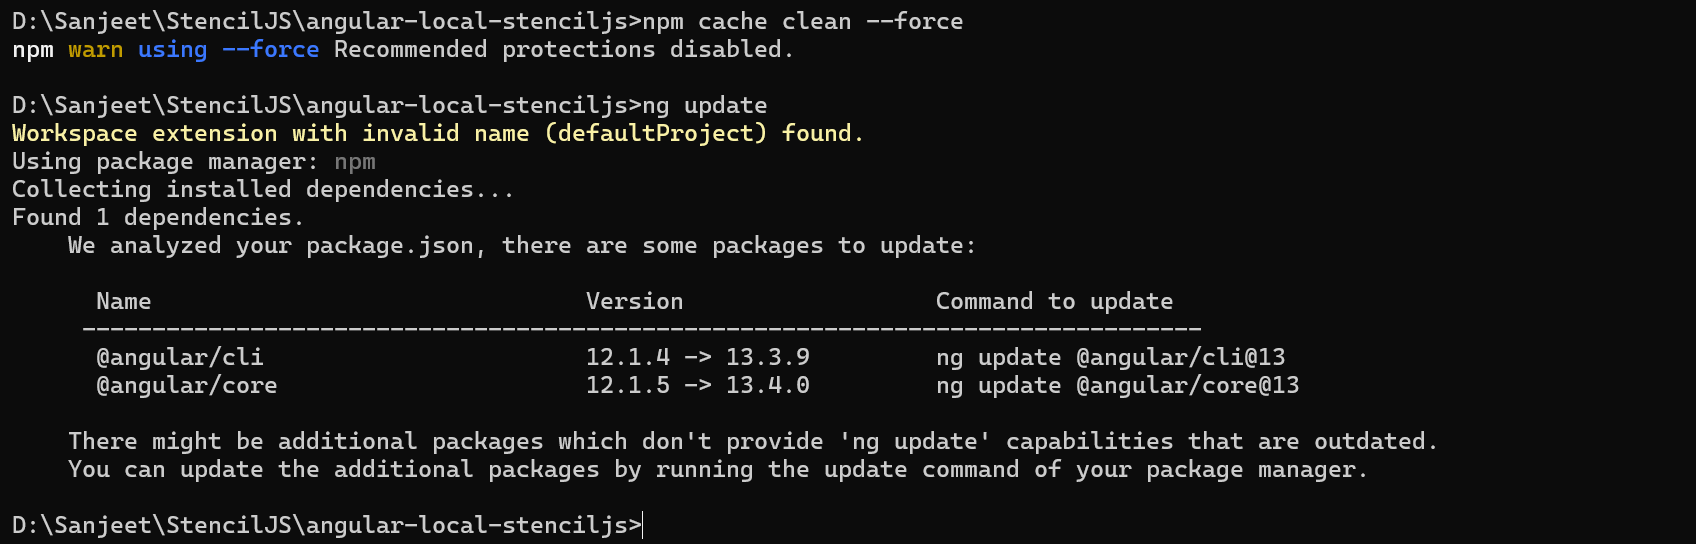 D:\Sanjeet\StencilJS\angular-local-stenciljs>npm cache clean --force
npm warn using --force Recommended protections disabled.
D:\Sanjeet\StencilJS\angular-local-stenciljs>ng update
Workspace extension with invalid name (defaultProject) found.
Using package manager: npm
Collecting installed dependencies...
Found 1 dependencies.
We analyzed your package.json, there are some packages to update:
Name Version Command to update
--------------------------------------------------------------------------------
@angular/cli 12.1.4 -> 13.3.9 ng update @angular/cli@13
@angular/core 12.1.5 -> 13.4.0 ng update @angular/core@13
There might be additional packages which don't provide 'ng update' capabilities that are outdated.
You can update the additional packages by running the update command of your package manager.
D:\Sanjeet\StencilJS\angular-local-stenciljs>